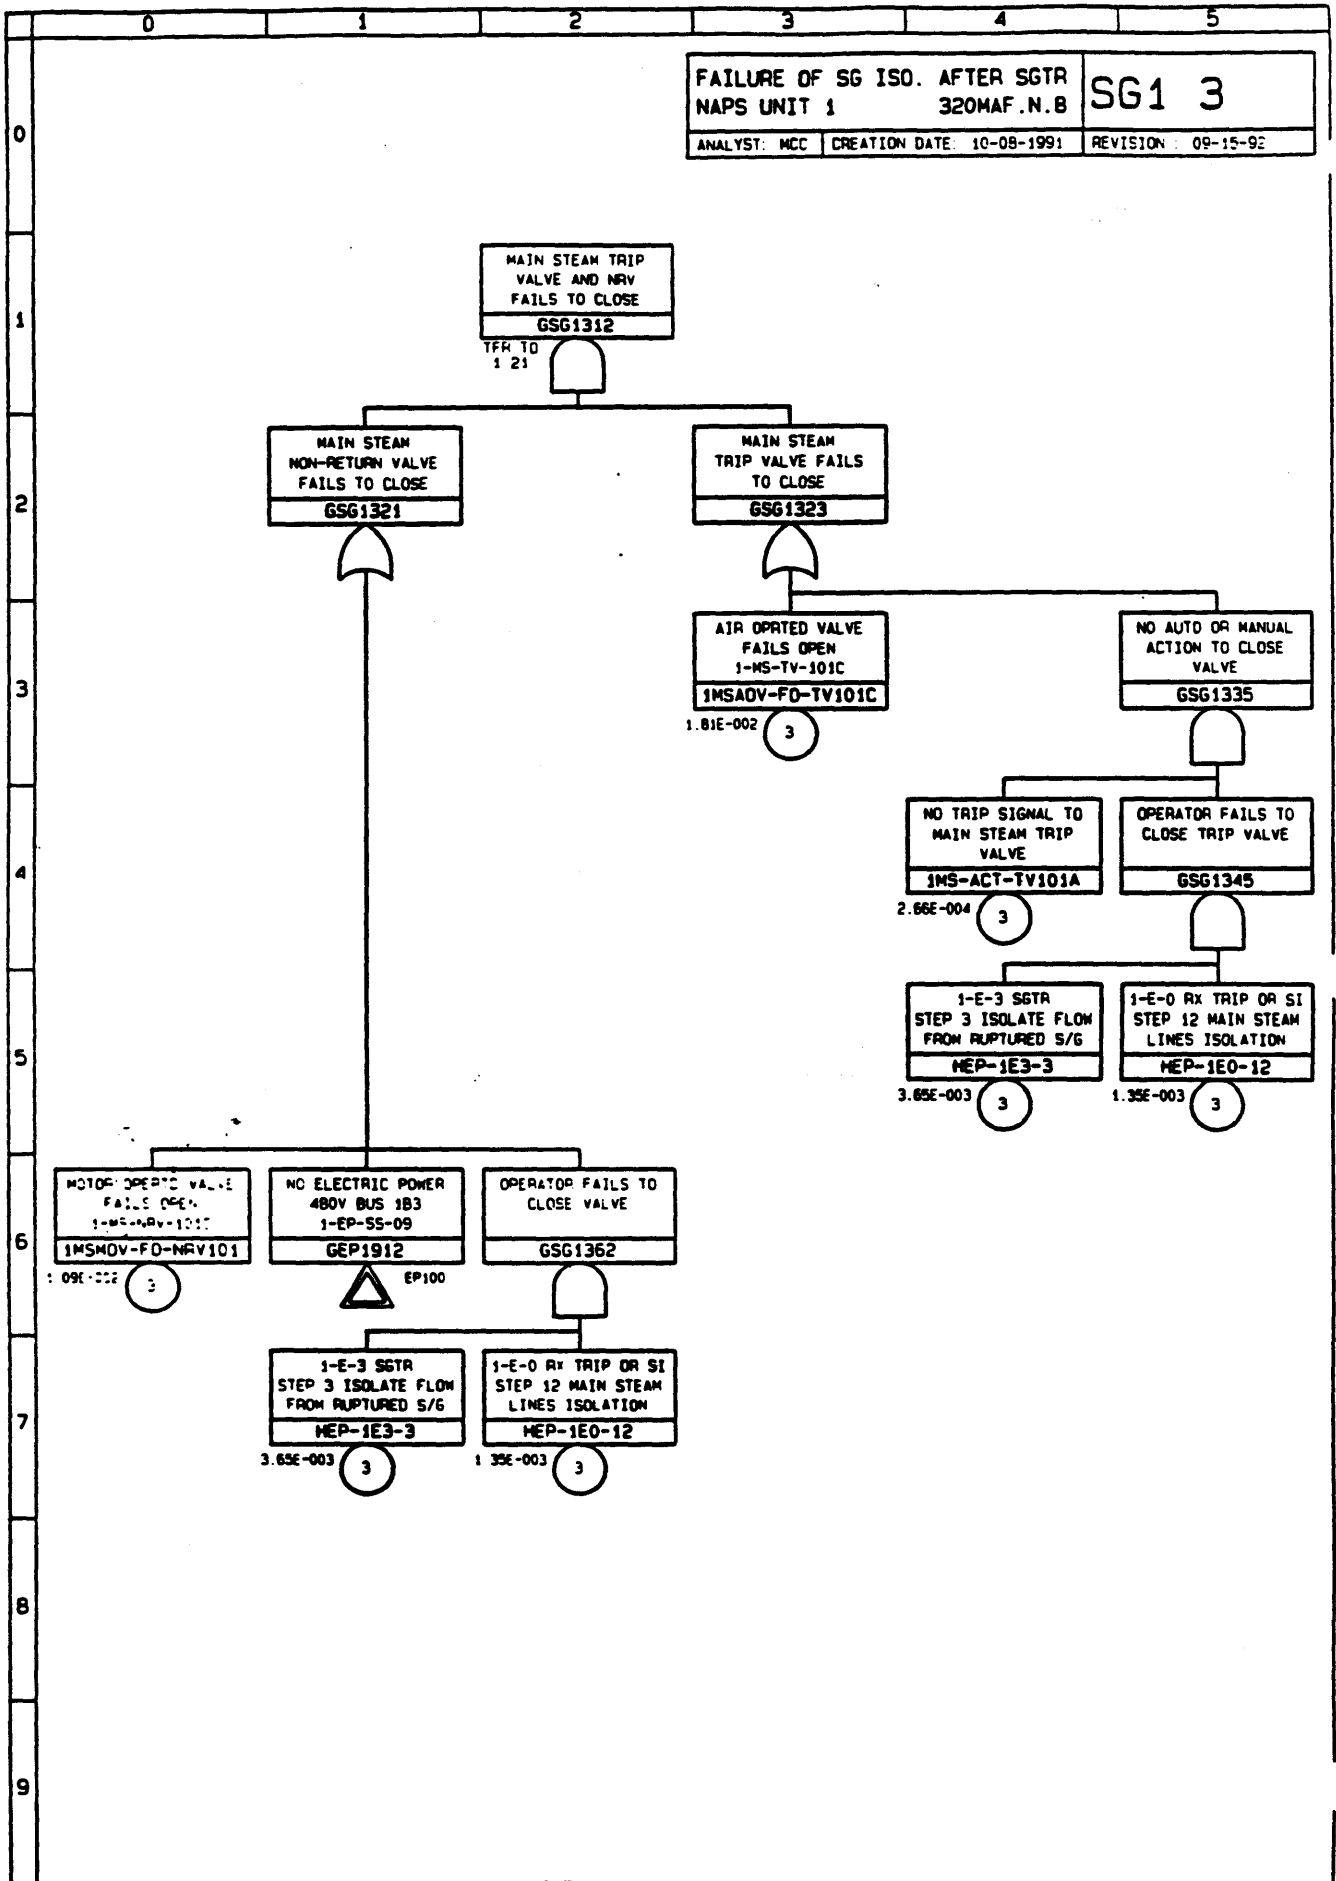 0 1 2 3 4 5
FAILURE OF SG ISO. AFTER SGTR
NAPS UNIT 1 320MAF.N.B
SG1 3
ANALYST: MCC CREATION DATE: 10-08-1991 REVISION : 09-15-92
0
MAIN STEAM TRIP
VALVE AND NRV
FAILS TO CLOSE
GSG1312
TFR TO
1 21
1
MAIN STEAM
NON-RETURN VALVE
FAILS TO CLOSE
GSG1321
MAIN STEAM
TRIP VALVE FAILS
TO CLOSE
GSG1323
2
AIR OPRTED VALVE
FAILS OPEN
1-MS-TV-101C
1MSAOV-FO-TV101C
1.81E-002
3
NO AUTO OR MANUAL
ACTION TO CLOSE
VALVE
GSG1335
3
NO TRIP SIGNAL TO
MAIN STEAM TRIP
VALVE
1MS-ACT-TV101A
2.66E-004
3
OPERATOR FAILS TO
CLOSE TRIP VALVE
GSG1345
4
1-E-3 SGTR
STEP 3 ISOLATE FLOW
FROM RUPTURED S/G
HEP-1E3-3
3.65E-003
3
1-E-0 RX TRIP OR SI
STEP 12 MAIN STEAM
LINES ISOLATION
HEP-1E0-12
1.35E-003
3
5
FAILS OPEN
1MSMOV-FO-NRV101
3
NO ELECTRIC POWER
480V BUS 1B3
1-EP-SS-09
GEP1912
EP100
OPERATOR FAILS TO
CLOSE VALVE
GSG1362
6
1-E-3 SGTR
STEP 3 ISOLATE FLOW
FROM RUPTURED S/G
HEP-1E3-3
3.65E-003
3
1-E-0 RX TRIP OR SI
STEP 12 MAIN STEAM
LINES ISOLATION
HEP-1E0-12
1 35E-003
3
7
8
9